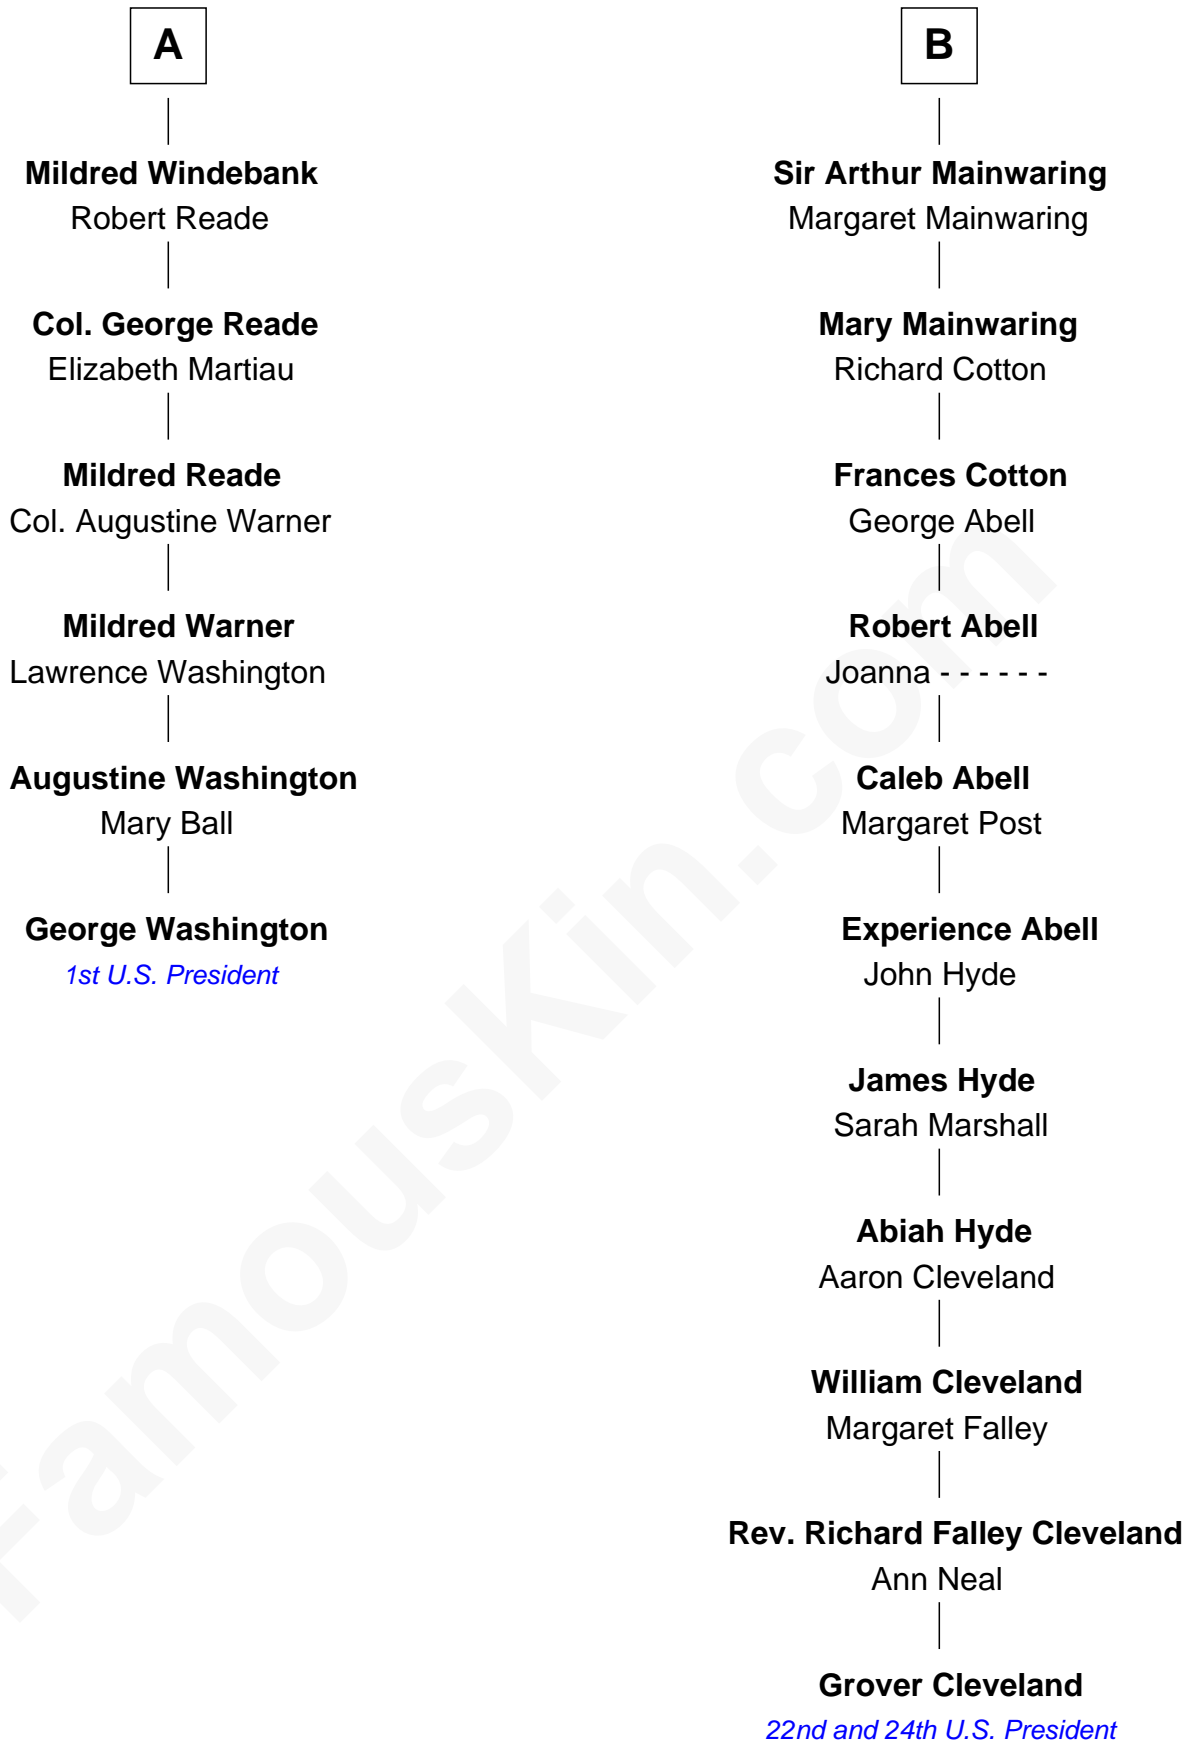 A
Mildred Windebank
Robert Reade
Col. George Reade
Elizabeth Martiau
Mildred Reade
Col. Augustine Warner
Mildred Warner
Lawrence Washington
Augustine Washington
Mary Ball
George Washington
1st U.S. President
B
Sir Arthur Mainwaring
Margaret Mainwaring
Mary Mainwaring
Richard Cotton
Frances Cotton
George Abell
Robert Abell
Joanna - - - - - -
Caleb Abell
Margaret Post
Experience Abell
John Hyde
James Hyde
Sarah Marshall
Abiah Hyde
Aaron Cleveland
William Cleveland
Margaret Falley
Rev. Richard Falley Cleveland
Ann Neal
Grover Cleveland
22nd and 24th U.S. President
FamousKin.com